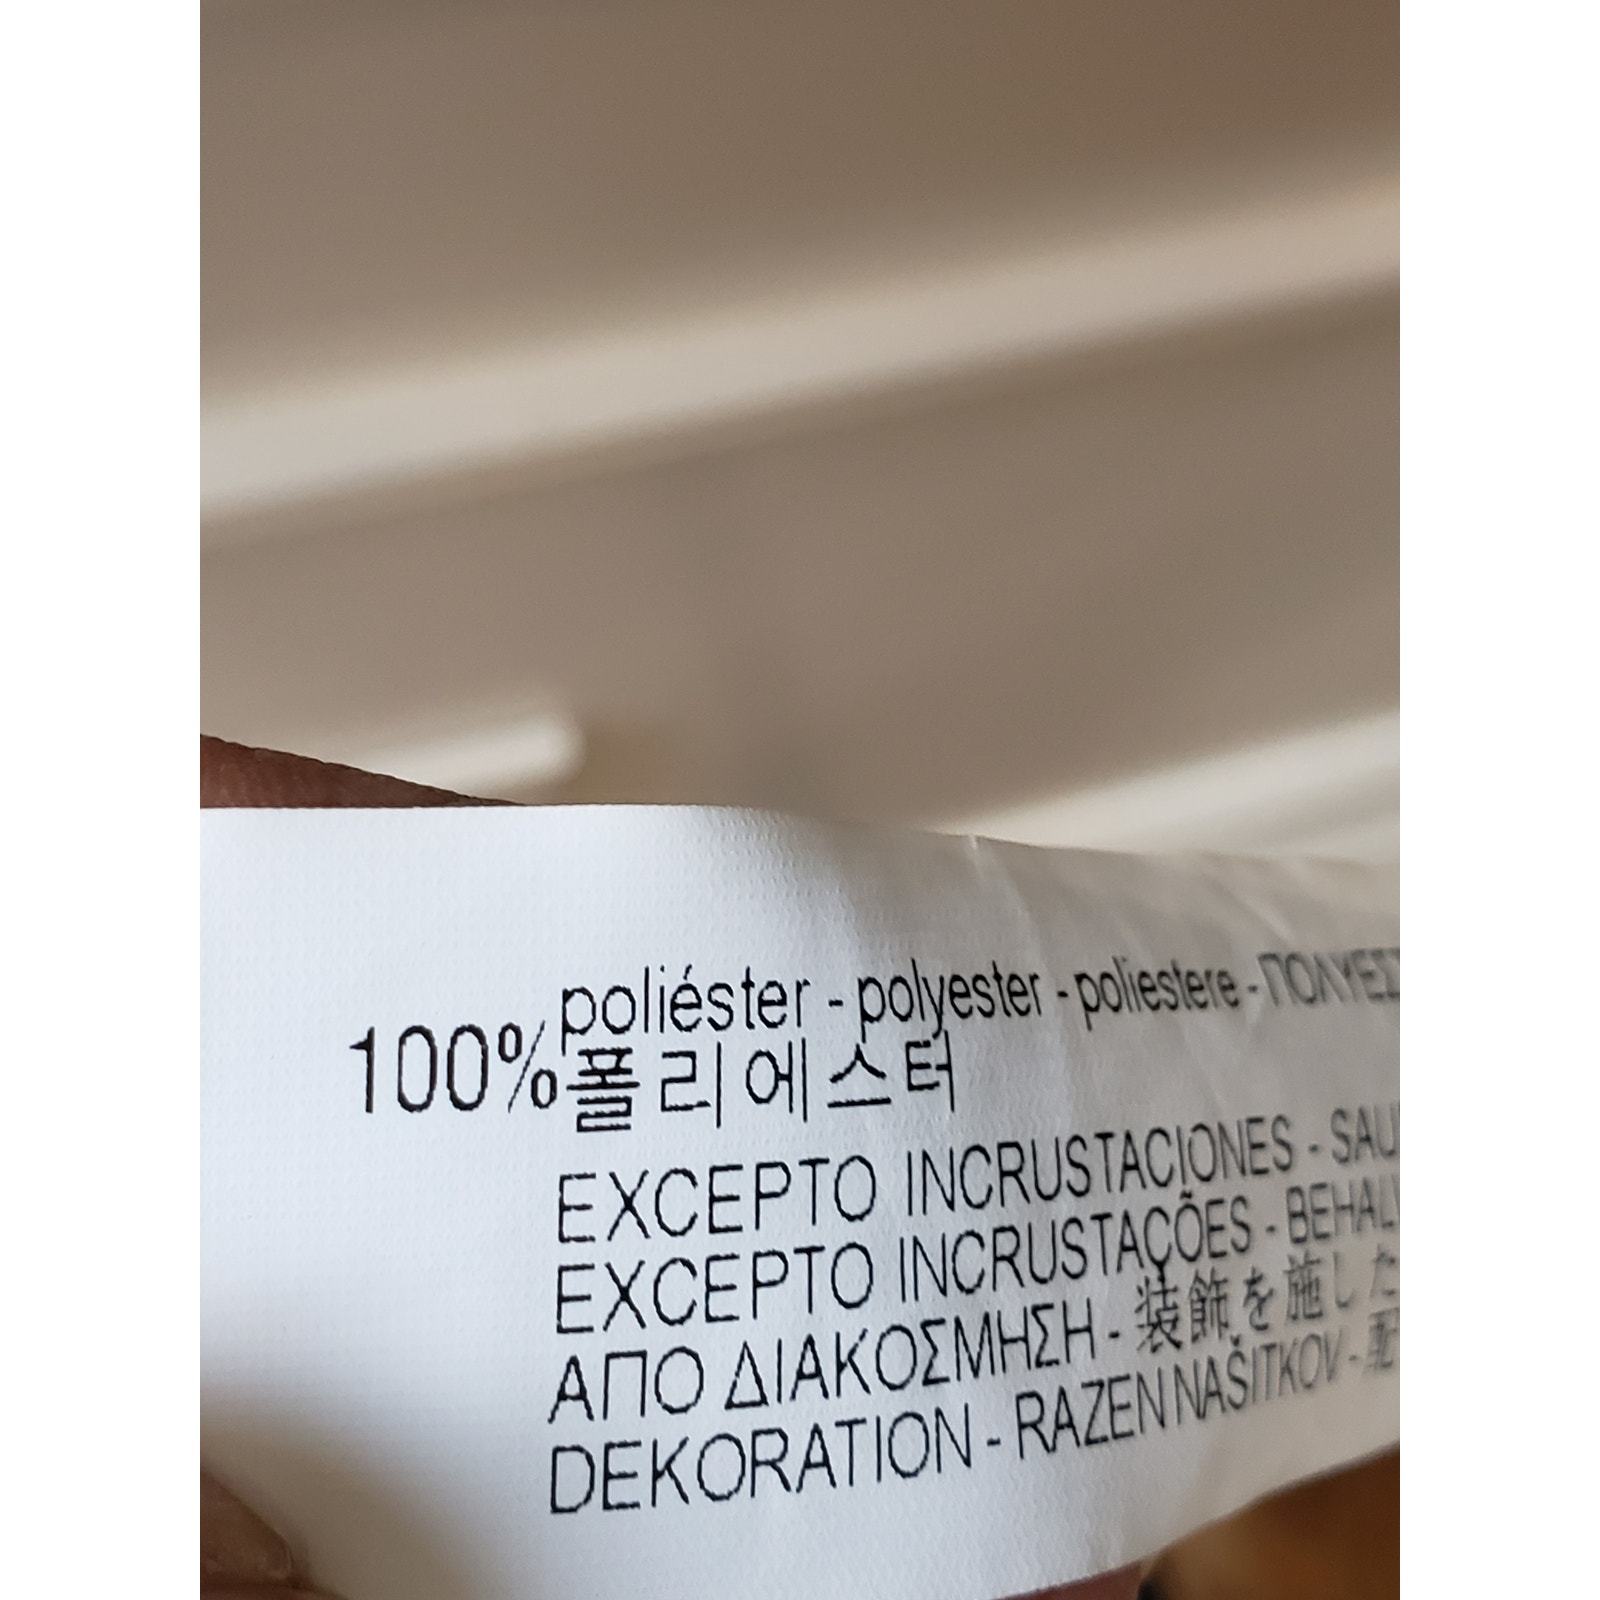 poliéster - polyester - poliestere - ΠΟΛΥΕΣ
100% 폴리에스터
EXCEPTO INCRUSTACIONES - SAU
EXCEPTO INCRUSTAÇÕES - BEHAL
ΑΠΟ ΔΙΑΚΟΣΜΗΣΗ - 装飾を施した
DEKORATION - RAZEN NAŠITKOV - 配